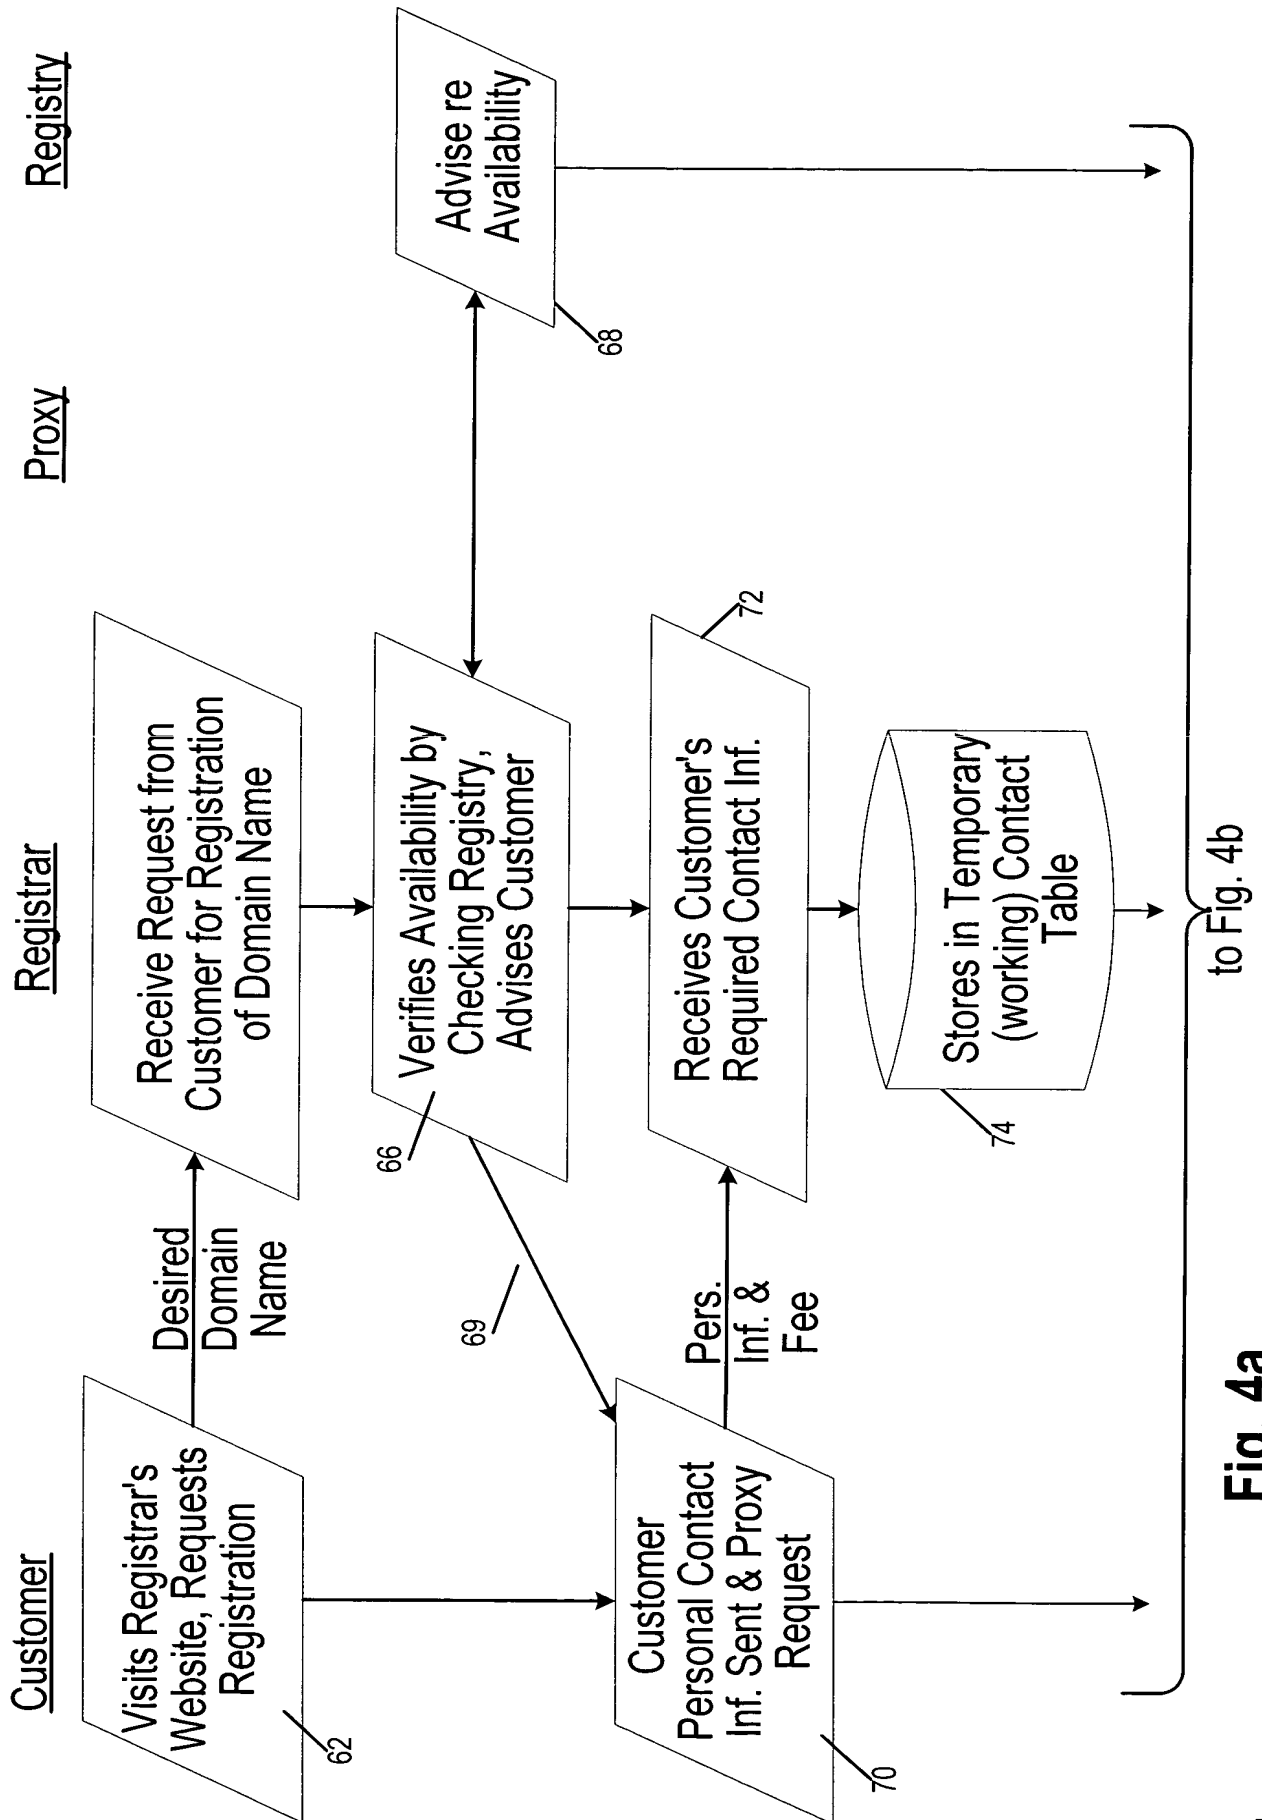 Customer
Registrar
Proxy
Registry
Visits Registrar's
Website, Requests
Registration
62
Desired
Domain
Name
Receive Request from
Customer for Registration
of Domain Name
Verifies Availability by
Checking Registry,
Advises Customer
66
Advise re
Availability
68
69
Customer
Personal Contact
Inf. Sent & Proxy
Request
70
Pers.
Inf. &
Fee
Receives Customer's
Required Contact Inf.
72
Stores in Temporary
(working) Contact
Table
74
to Fig. 4b
Fig. 4a